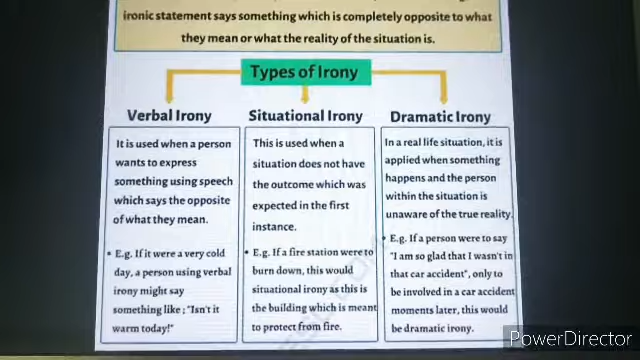 ironic statement says something which is completely opposite to what
they mean or what the reality of the situation is.
Types of Irony
Verbal Irony
It is used when a person
wants to express
something using speech
which says the opposite
of what they mean.
• E.g. If it were a very cold
day, a person using verbal
irony might say
something like ; "Isn't it
warm today!"
Situational Irony
This is used when a
situation does not have
the outcome which was
expected in the first
instance.
• E.g. If a fire station were to
burn down, this would
situational irony as this is
the building which is meant
to protect from fire.
Dramatic Irony
In a real life situation, it is
applied when something
happens and the person
within the situation is
unaware of the true reality.
• E.g. If a person were to say
"I am so glad that I wasn't in
that car accident", only to
be involved in a car accident
moments later, this would
be dramatic irony.
PowerDirector